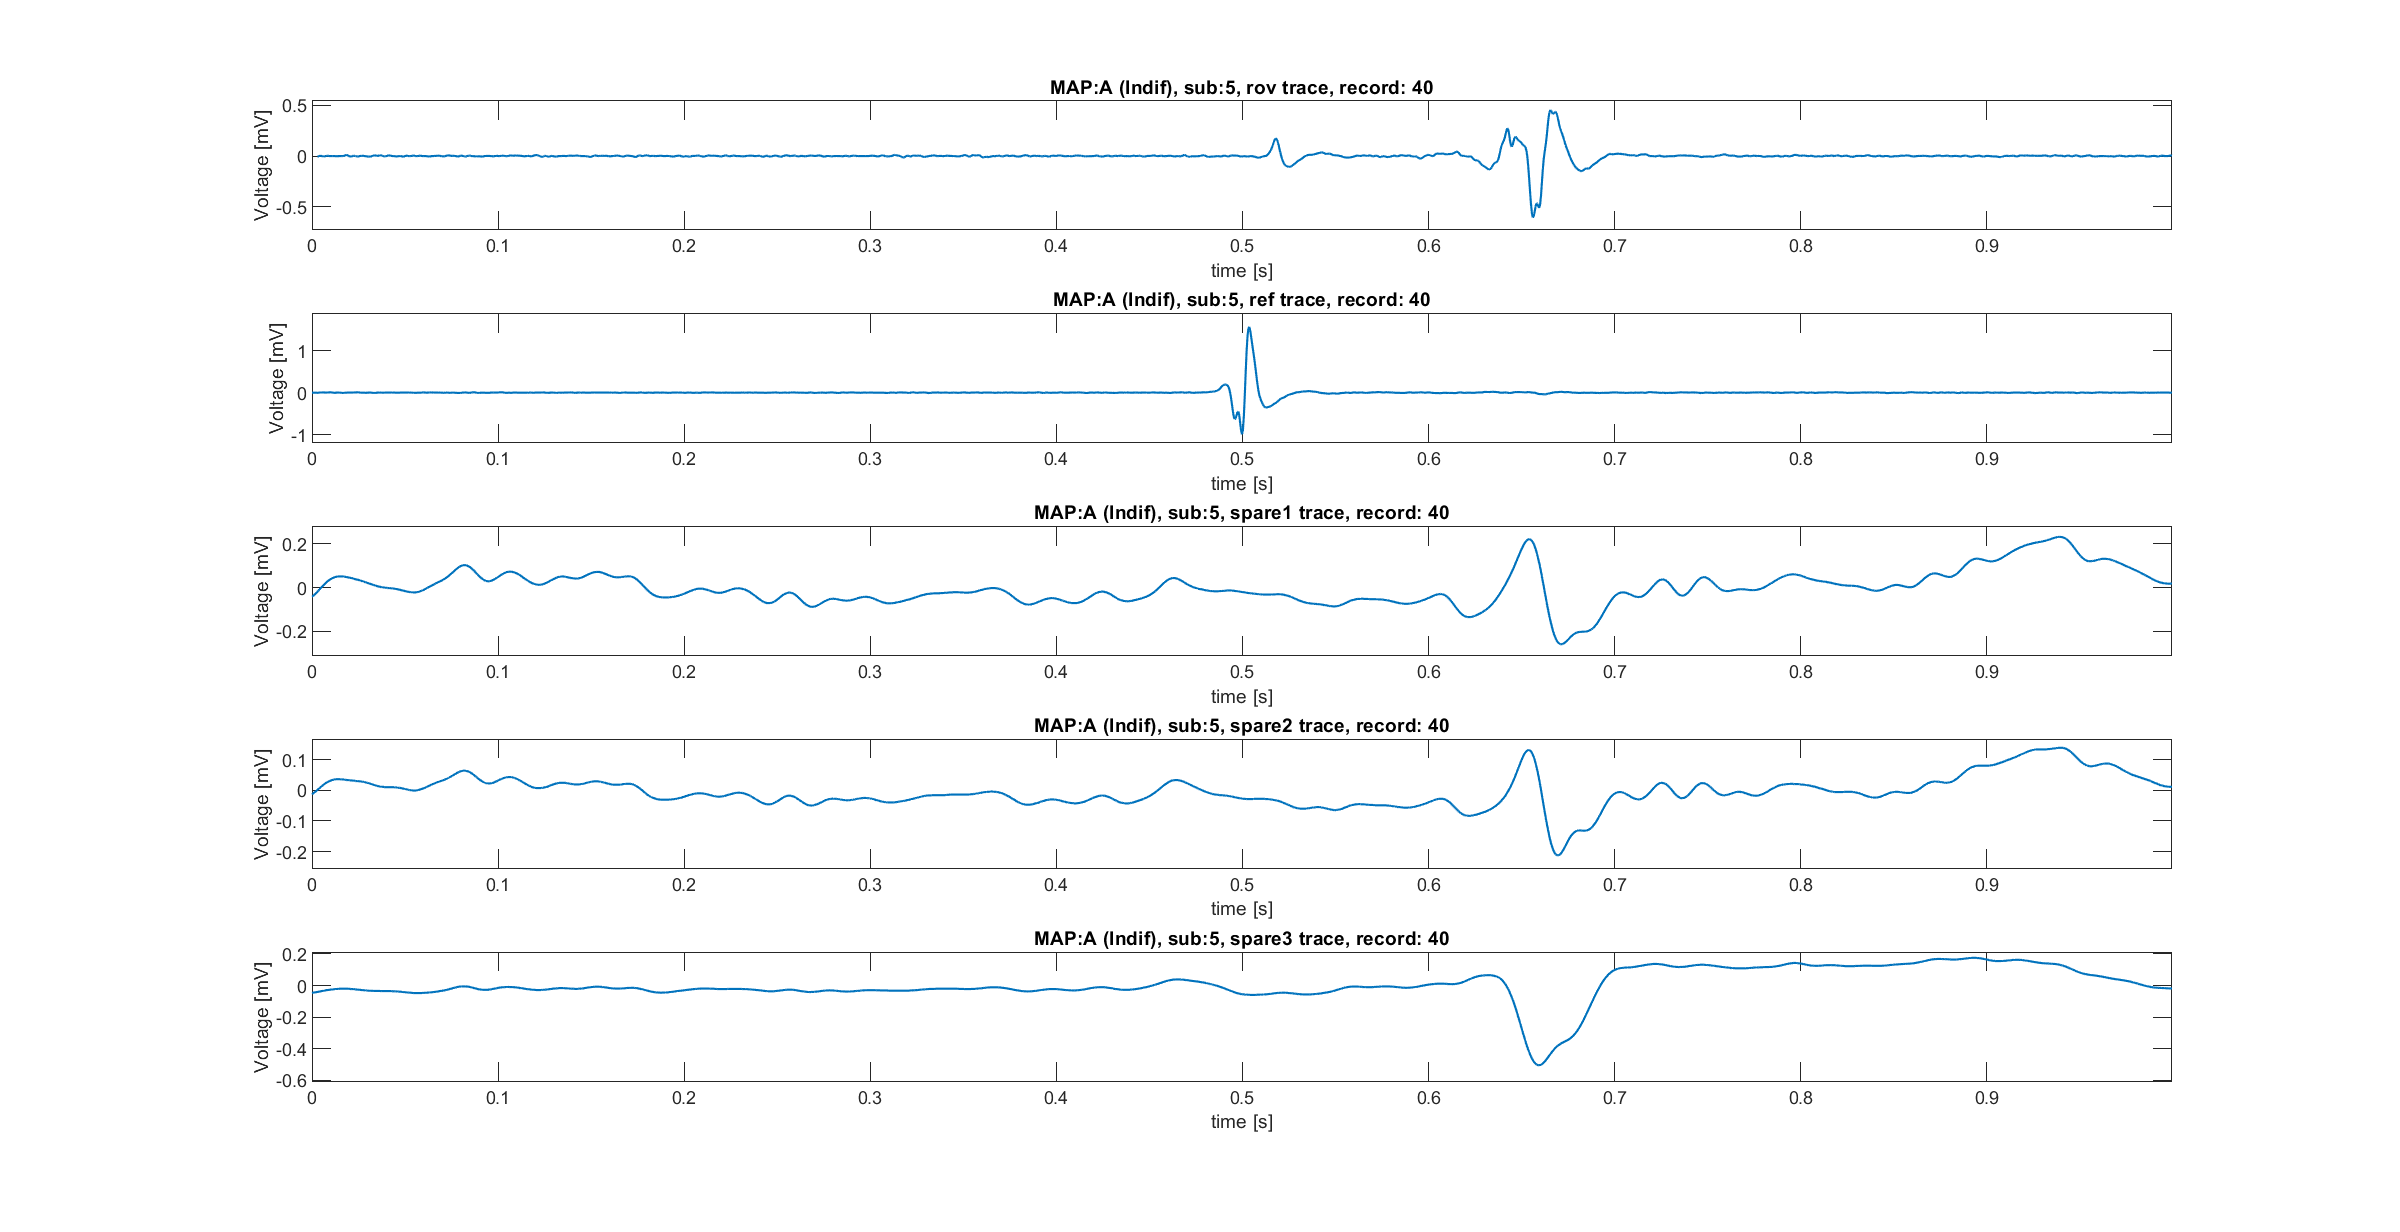 MAP:A (Indif), sub:5, rov trace, record: 40
0.5
0
-0.5
Voltage [mV]
0 0.1 0.2 0.3 0.4 0.5 0.6 0.7 0.8 0.9
time [s]
MAP:A (Indif), sub:5, ref trace, record: 40
1
0
-1
Voltage [mV]
0 0.1 0.2 0.3 0.4 0.5 0.6 0.7 0.8 0.9
time [s]
MAP:A (Indif), sub:5, spare1 trace, record: 40
0.2
0
-0.2
Voltage [mV]
0 0.1 0.2 0.3 0.4 0.5 0.6 0.7 0.8 0.9
time [s]
MAP:A (Indif), sub:5, spare2 trace, record: 40
0.1
0
-0.1
-0.2
Voltage [mV]
0 0.1 0.2 0.3 0.4 0.5 0.6 0.7 0.8 0.9
time [s]
MAP:A (Indif), sub:5, spare3 trace, record: 40
0.2
0
-0.2
-0.4
-0.6
Voltage [mV]
0 0.1 0.2 0.3 0.4 0.5 0.6 0.7 0.8 0.9
time [s]